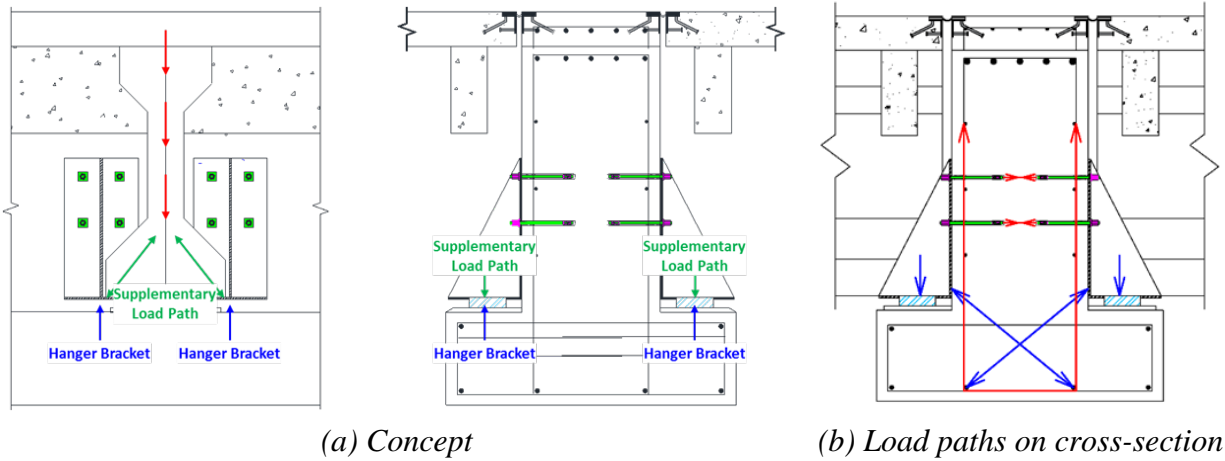 Supplementary
Load Path
Hanger Bracket
Hanger Bracket
Supplementary
Load Path
Supplementary
Load Path
Hanger Bracket
Hanger Bracket
(a) Concept
(b) Load paths on cross-section